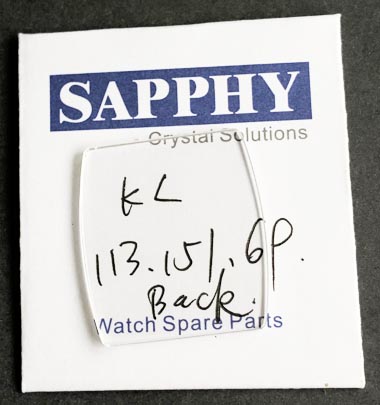 SAPPHY
Crystal Solutions
KL
113.151.6P.
Back.
Watch Spare Parts